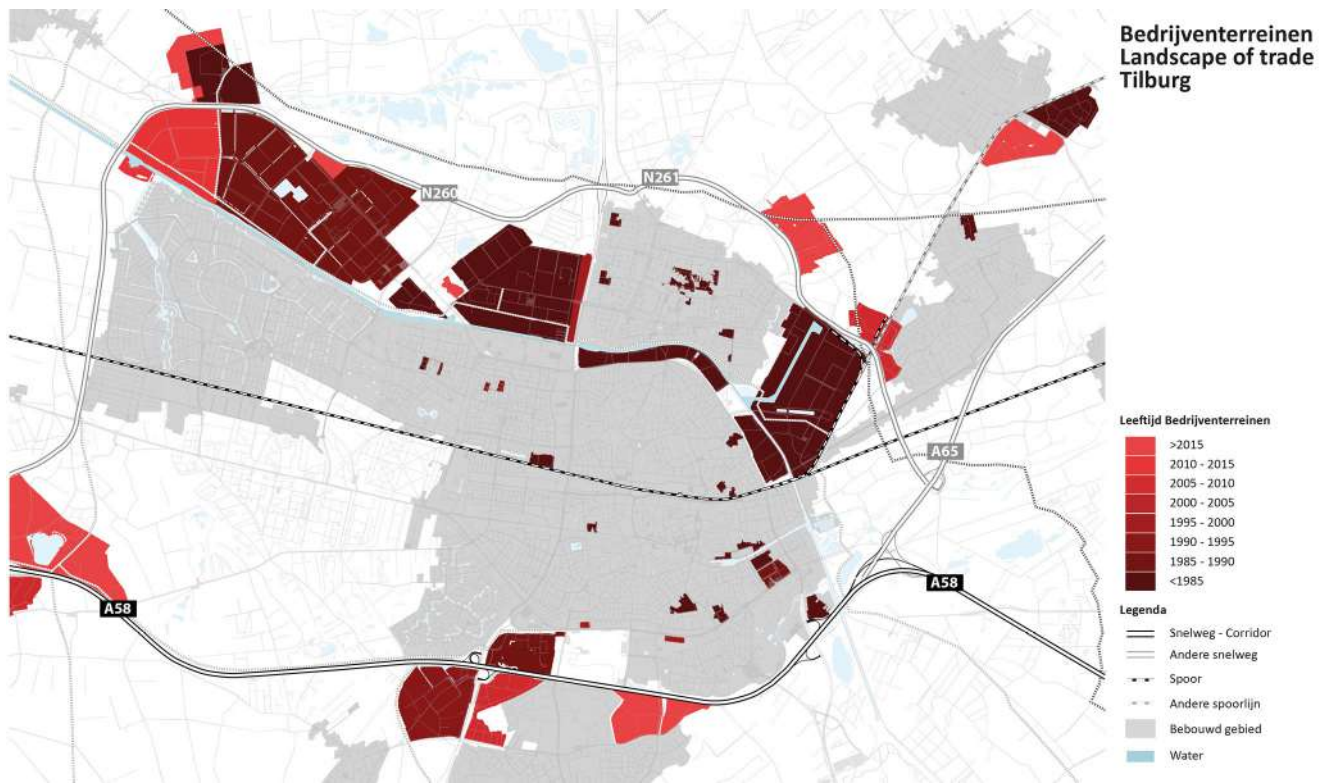 Bedrijventerreinen
Landscape of trade
Tilburg
N261
N260
A65
A58
A58
Leeftijd Bedrijventerreinen
>2015
2010 - 2015
2005 - 2010
2000 - 2005
1995 - 2000
1990 - 1995
1985 - 1990
<1985
Legenda
Snelweg - Corridor
Andere snelweg
Spoor
Andere spoorlijn
Bebouwd gebied
Water